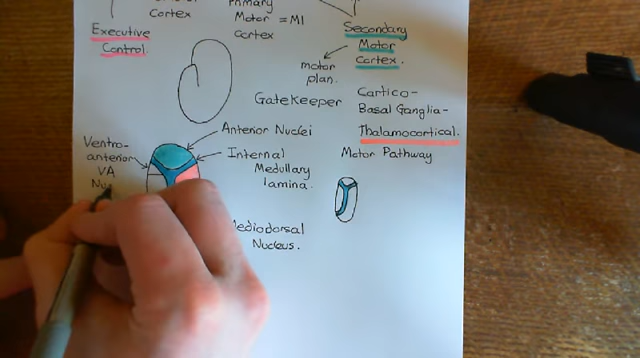 Control
Cortex
Primary
Motor = M1
Cortex
Executive
Control.
Secondary
Motor
Cortex.
motor
plan.
Gatekeeper
Cartico-
Basal Ganglia-
Thalamocortical.
Motor Pathway
Anterior Nuclei
Ventro-
anterior
VA
Internal
Medullary
lamina.
Mediodorsal
Nucleus.